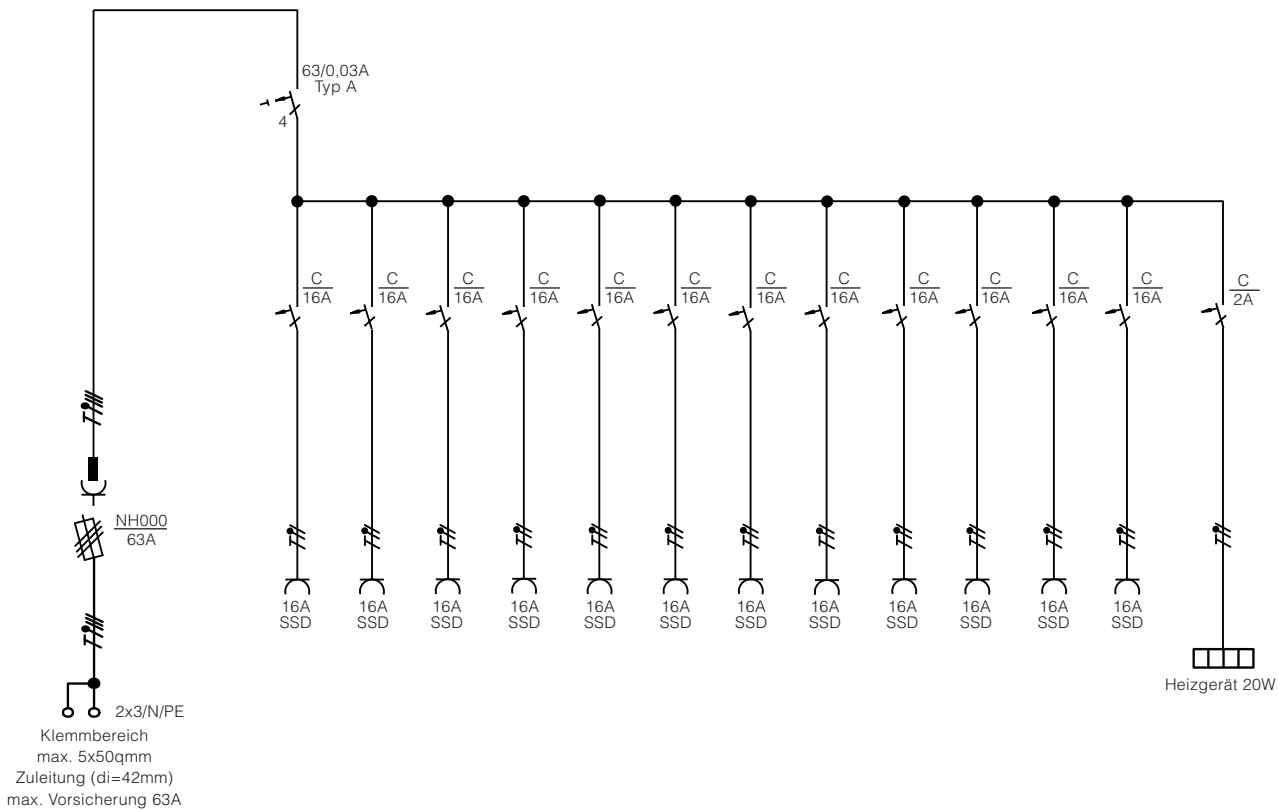 63/0,03A
Typ A
4
C
16A
C
16A
C
16A
C
16A
C
16A
C
16A
C
16A
C
16A
C
16A
C
16A
C
16A
C
16A
C
2A
NH000
63A
16A
SSD
16A
SSD
16A
SSD
16A
SSD
16A
SSD
16A
SSD
16A
SSD
16A
SSD
16A
SSD
16A
SSD
16A
SSD
16A
SSD
Heizgerät 20W
2x3/N/PE
Klemmbereich
max. 5x50qmm
Zuleitung (di=42mm)
max. Vorsicherung 63A